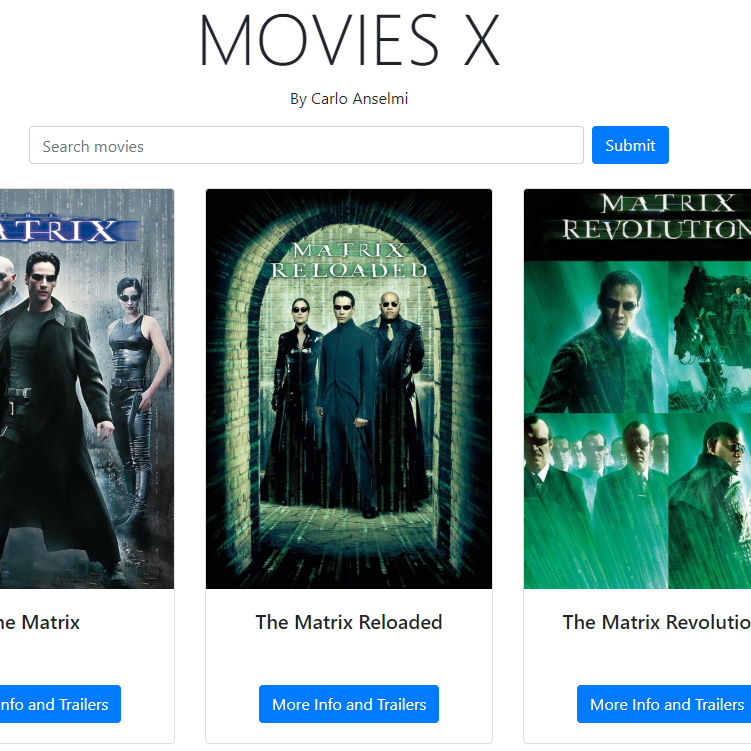 MOVIES X
By Carlo Anselmi
Search movies
Submit
ATRIX
MATRIX
RELOADED
MATRIX
REVOLUTION
he Matrix
The Matrix Reloaded
The Matrix Revolutio
nfo and Trailers
More Info and Trailers
More Info and Trailers